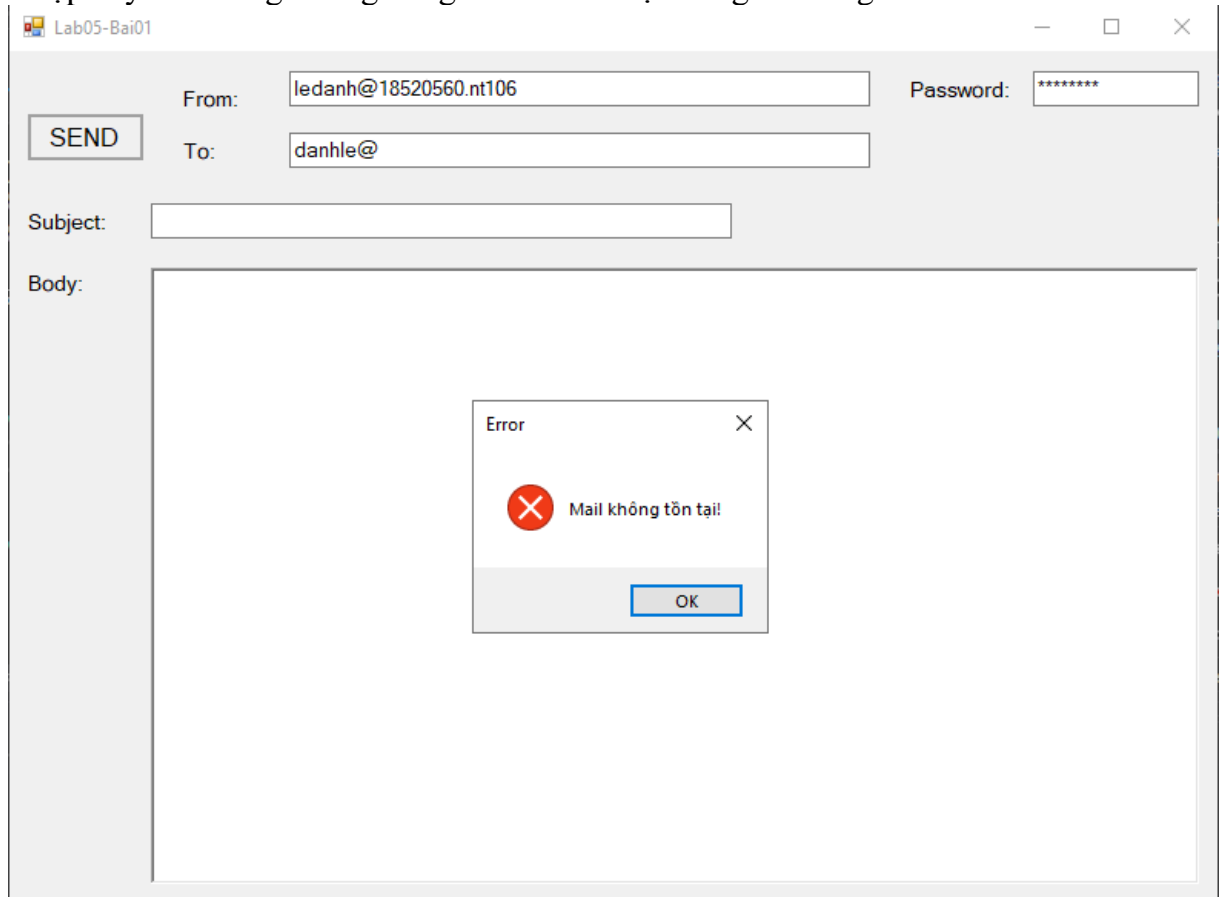 Lab05-Bai01
From:
ledanh@18520560.nt106
Password:
********
SEND
To:
danhle@
Subject:
Body:
Error
Mail không tồn tại!
OK